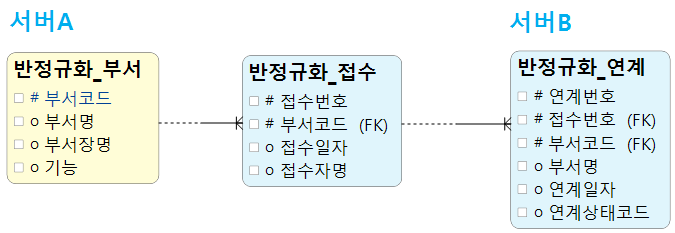 서버A
서버B
반정규화_부서
# 부서코드
o 부서명
o 부서장명
o 기능
반정규화_접수
# 접수번호
# 부서코드 (FK)
o 접수일자
o 접수자명
반정규화_연계
# 연계번호
# 접수번호 (FK)
# 부서코드 (FK)
o 부서명
o 연계일자
o 연계상태코드